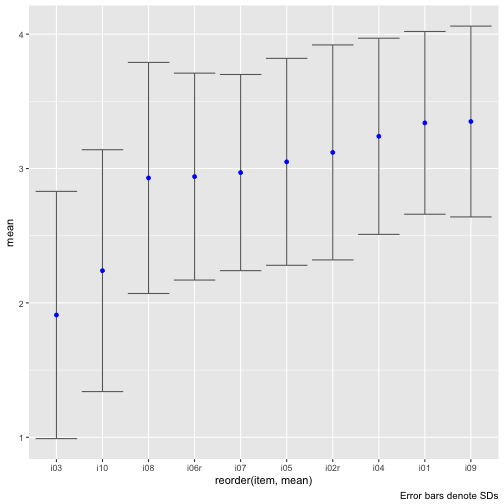 4
3
2
1
mean
i03 i10 i08 i06r i07 i05 i02r i04 i01 i09
reorder(item, mean)
Error bars denote SDs